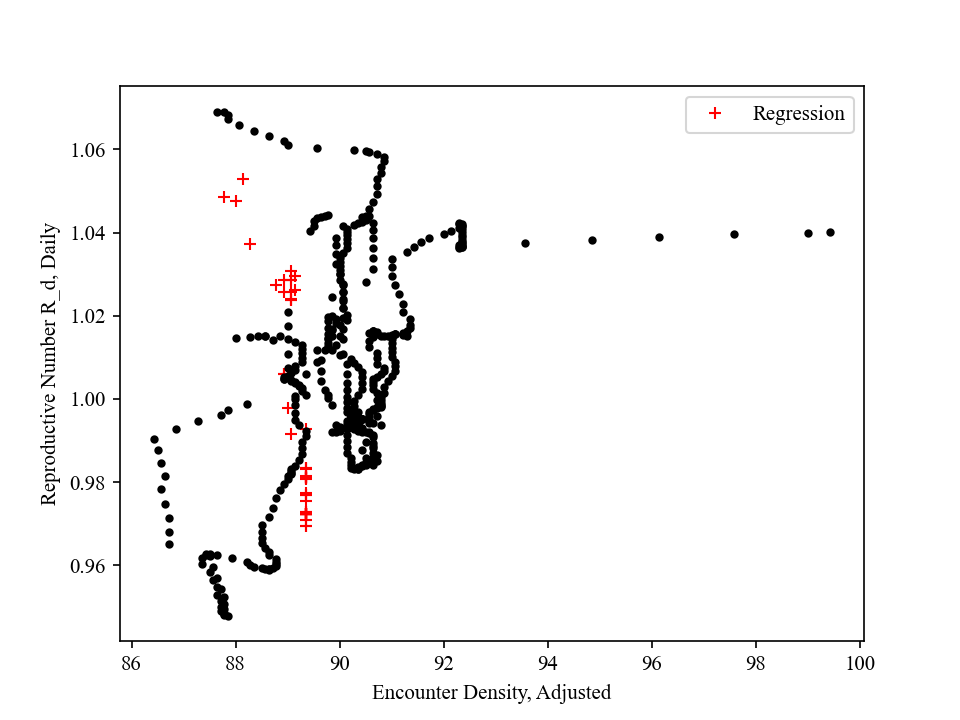 Regression
1.06
1.04
1.02
1.00
0.98
0.96
Reproductive Number R_d, Daily
86 88 90 92 94 96 98 100
Encounter Density, Adjusted